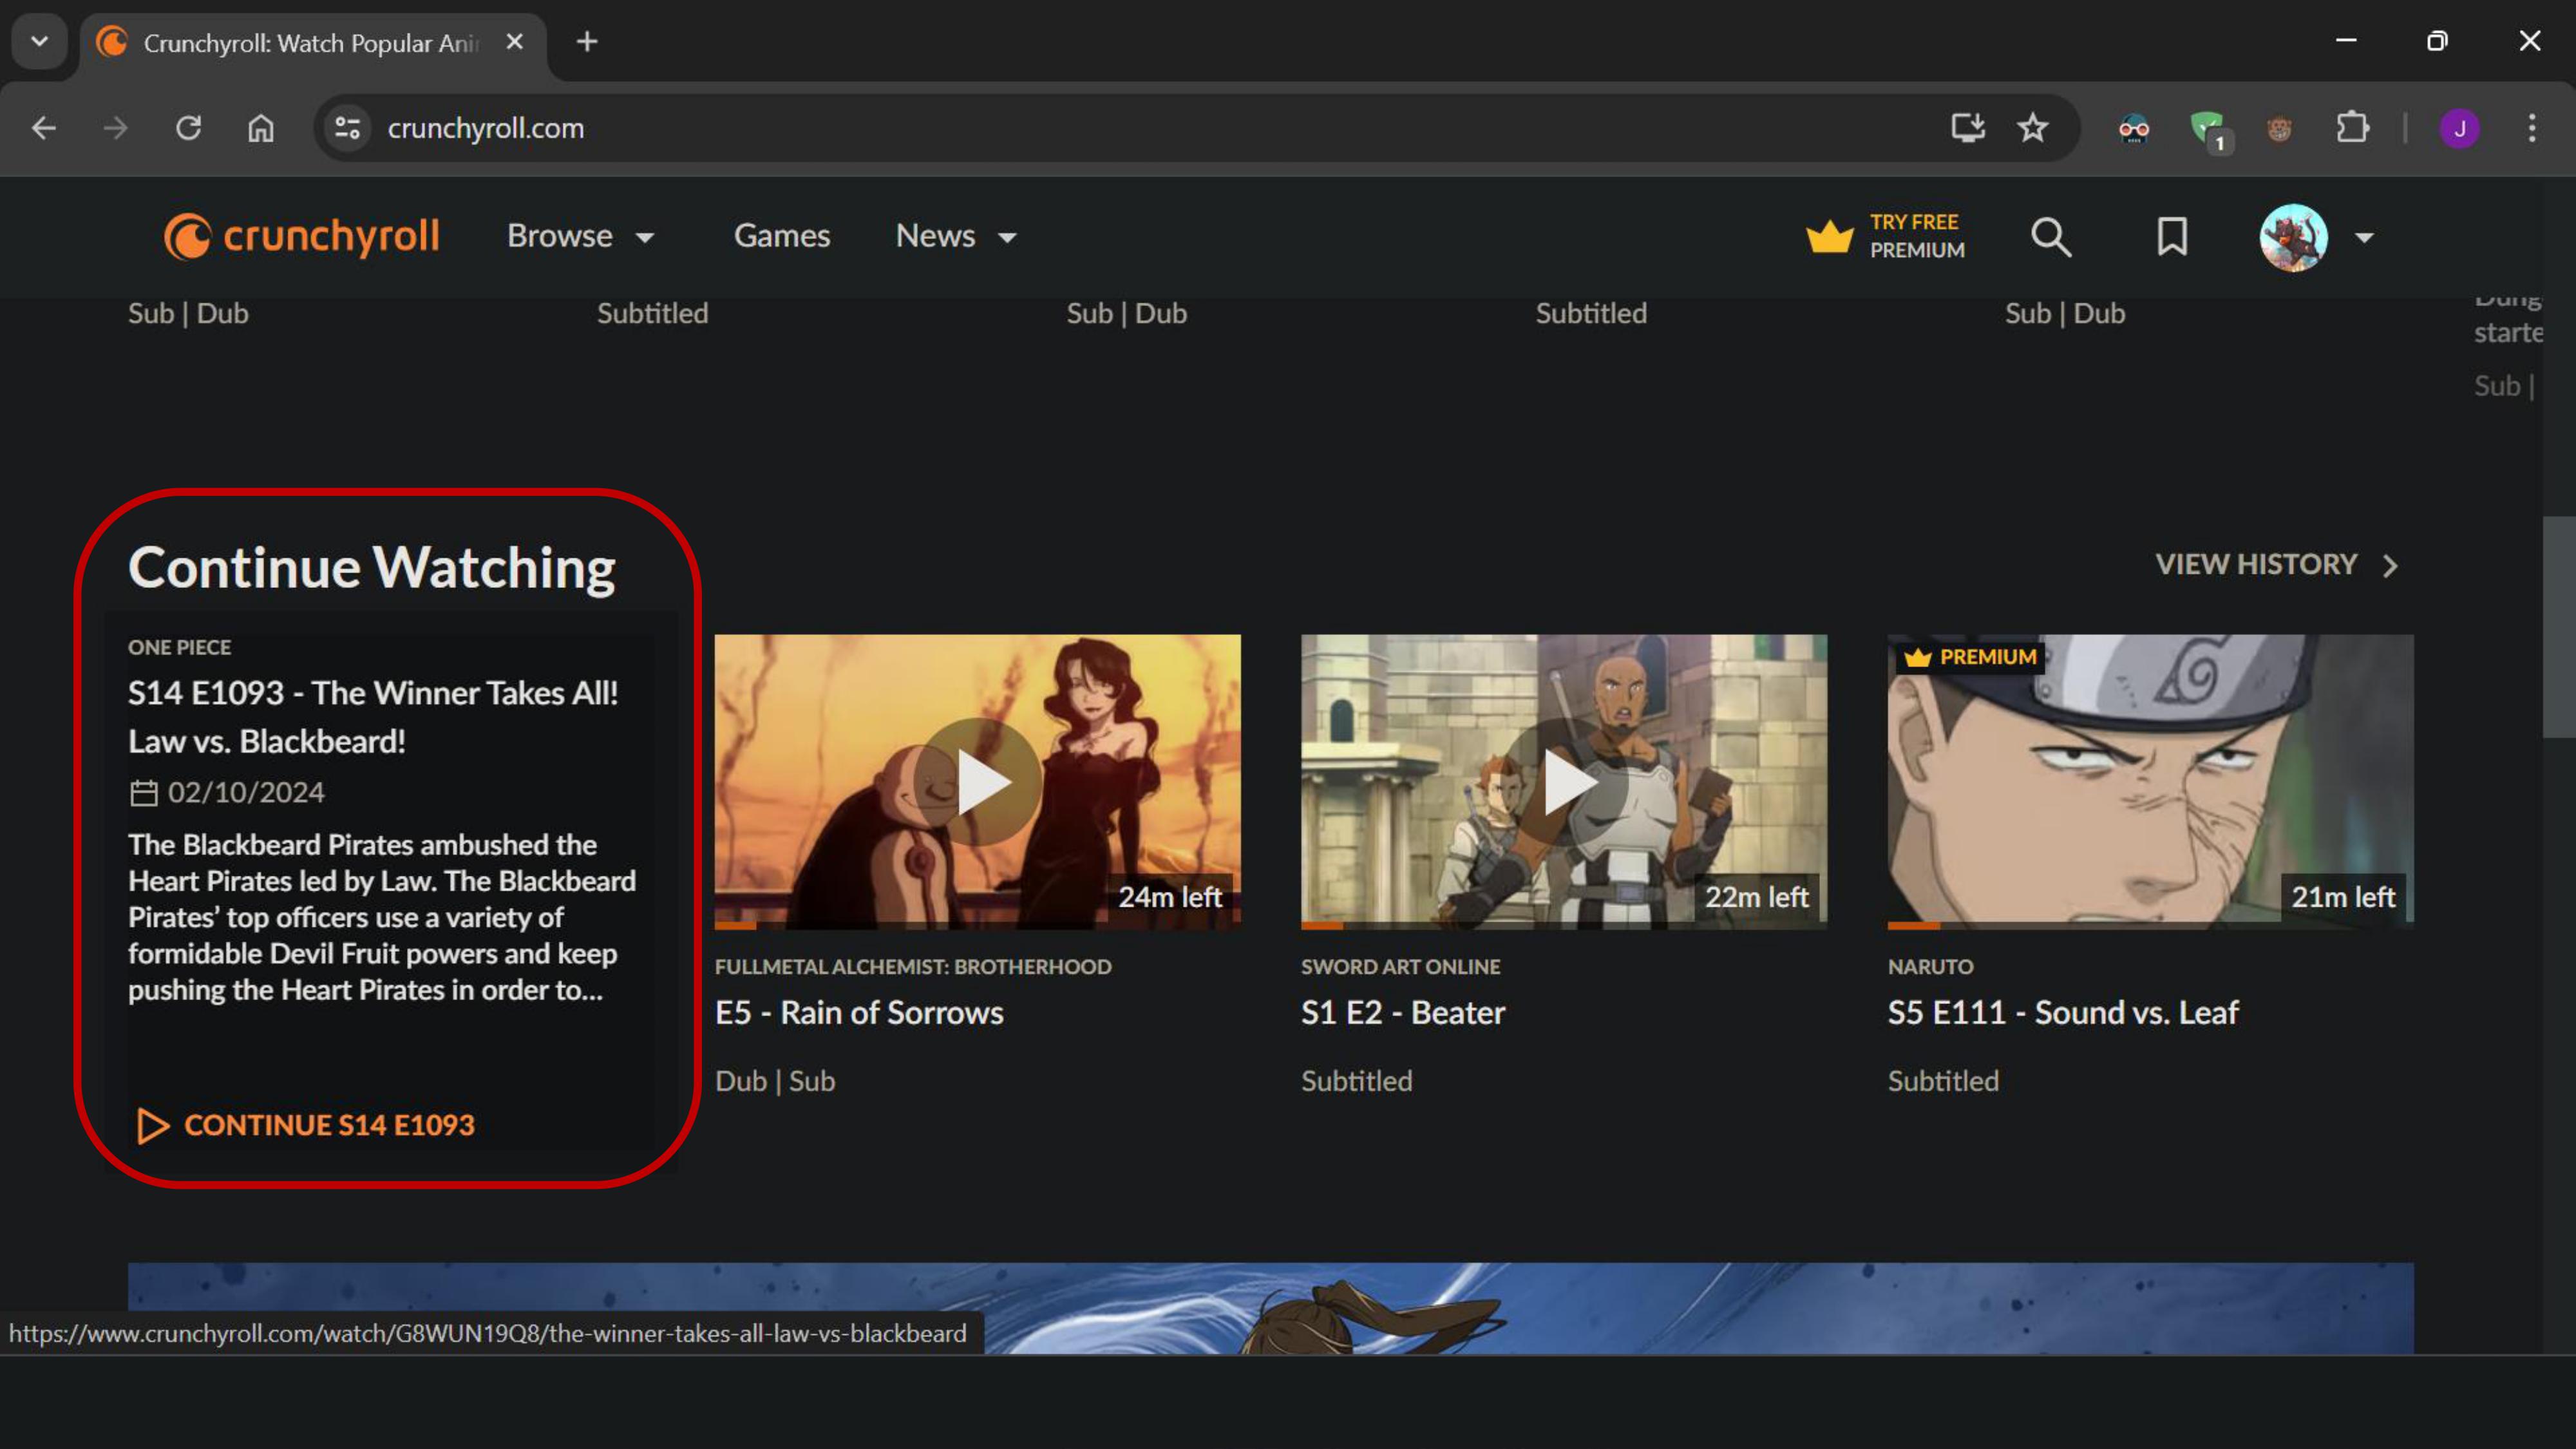 Crunchyroll: Watch Popular Ani
crunchyroll.com
1
J
crunchyroll
Browse
Games
News
TRY FREE
PREMIUM
Sub | Dub
Subtitled
Sub | Dub
Subtitled
Sub | Dub
starte
Sub |
Continue Watching
VIEW HISTORY
ONE PIECE
S14 E1093 - The Winner Takes All!
Law vs. Blackbeard!
02/10/2024
The Blackbeard Pirates ambushed the
Heart Pirates led by Law. The Blackbeard
Pirates’ top officers use a variety of
formidable Devil Fruit powers and keep
pushing the Heart Pirates in order to...
CONTINUE S14 E1093
24m left
FULLMETAL ALCHEMIST: BROTHERHOOD
E5 - Rain of Sorrows
Dub | Sub
22m left
SWORD ART ONLINE
S1 E2 - Beater
Subtitled
PREMIUM
21m left
NARUTO
S5 E111 - Sound vs. Leaf
Subtitled
https://www.crunchyroll.com/watch/G8WUN19Q8/the-winner-takes-all-law-vs-blackbeard